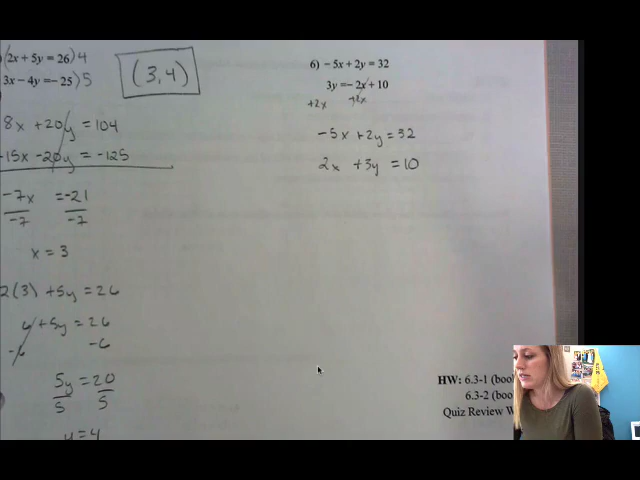 (2x + 5y = 26)4
3x - 4y = -25)5
(3,4)
8x + 20y = 104
-15x - 20y = -125
-7x = -21
-7 -7
x = 3
2(3) + 5y = 26
6 + 5y = 26
-6 -6
5y = 20
5 5
y = 4
6) -5x + 2y = 32
3y = -2x + 10
+2x +2x
-5x + 2y = 32
2x + 3y = 10
HW: 6.3-1 (boo
6.3-2 (boo
Quiz Review W